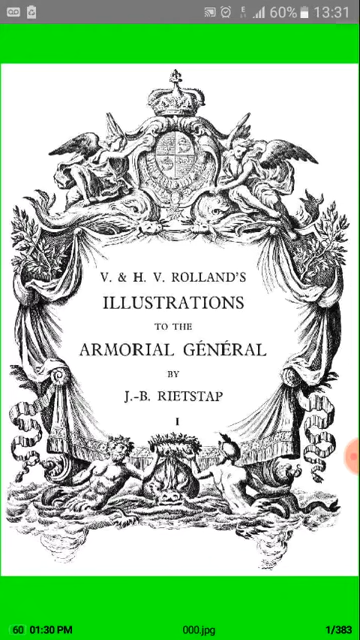 60% 13:31
V. & H. V. ROLLAND'S
ILLUSTRATIONS
TO THE
ARMORIAL GÉNÉRAL
BY
J.-B. RIETSTAP
I
60 01:30 PM 000.jpg 1/383